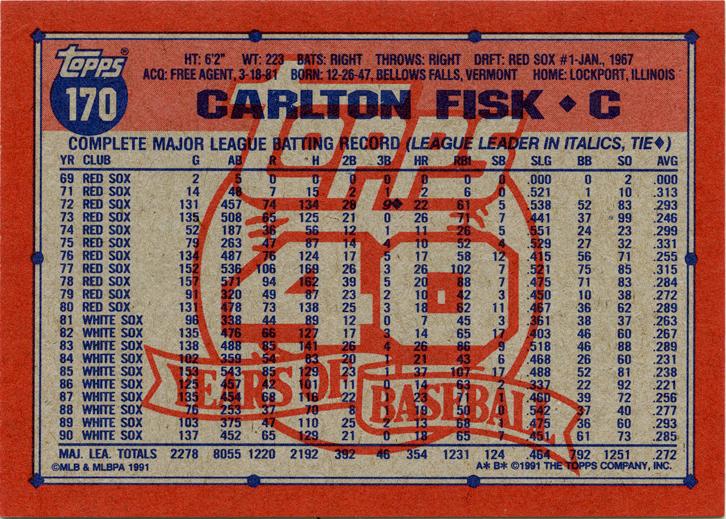 topps®
170
HT: 6'2" WT: 223 BATS: RIGHT THROWS: RIGHT DRFT: RED SOX #1-JAN., 1967
ACQ: FREE AGENT, 3-18-81 BORN: 12-26-47, BELLOWS FALLS, VERMONT HOME: LOCKPORT, ILLINOIS
CARLTON FISK ◆ C
COMPLETE MAJOR LEAGUE BATTING RECORD (LEAGUE LEADER IN ITALICS, TIE◆)
YR CLUB G AB R H 2B 3B HR RBI SB SLG BB SO AVG
69 RED SOX 2 5 0 0 0 0 0 0 0 .000 0 2 .000
71 RED SOX 14 48 7 15 2 1 2 6 0 .521 1 10 .313
72 RED SOX 131 457 74 134 28 9◆ 22 61 5 .538 52 83 .293
73 RED SOX 135 508 65 125 21 0 26 71 7 .441 37 99 .246
74 RED SOX 52 187 36 56 12 1 11 26 5 .551 24 23 .299
75 RED SOX 79 263 47 87 14 4 10 52 4 .529 27 32 .331
76 RED SOX 134 487 76 124 17 5 17 58 12 .415 56 71 .255
77 RED SOX 152 536 106 169 26 3 26 102 7 .521 75 85 .315
78 RED SOX 157 571 94 162 39 5 20 88 7 .475 71 83 .284
79 RED SOX 91 320 49 87 23 2 10 42 3 .450 10 38 .272
80 RED SOX 131 478 73 138 25 3 18 62 11 .467 36 62 .289
81 WHITE SOX 96 338 44 89 12 0 7 45 3 .361 38 37 .263
82 WHITE SOX 135 476 66 127 17 3 14 65 17 .403 46 60 .267
83 WHITE SOX 138 488 85 141 26 4 26 86 9 .518 46 88 .289
84 WHITE SOX 102 359 54 83 20 1 21 43 6 .468 26 60 .231
85 WHITE SOX 153 543 85 129 23 1 37 107 17 .488 52 81 .238
86 WHITE SOX 125 457 42 101 11 0 14 63 2 .337 22 92 .221
87 WHITE SOX 135 454 68 116 22 1 23 71 1 .460 39 72 .256
88 WHITE SOX 76 253 37 70 8 1 19 50 0 .542 37 40 .277
89 WHITE SOX 103 375 47 110 25 2 13 68 1 .475 36 60 .293
90 WHITE SOX 137 452 65 129 21 0 18 65 7 .451 61 73 .285
MAJ. LEA. TOTALS 2278 8055 1220 2192 392 46 354 1231 124 .464 792 1251 .272
©MLB & MLBPA 1991 A* B* ©1991 THE TOPPS COMPANY, INC.
topps
40
YEARS OF BASEBALL